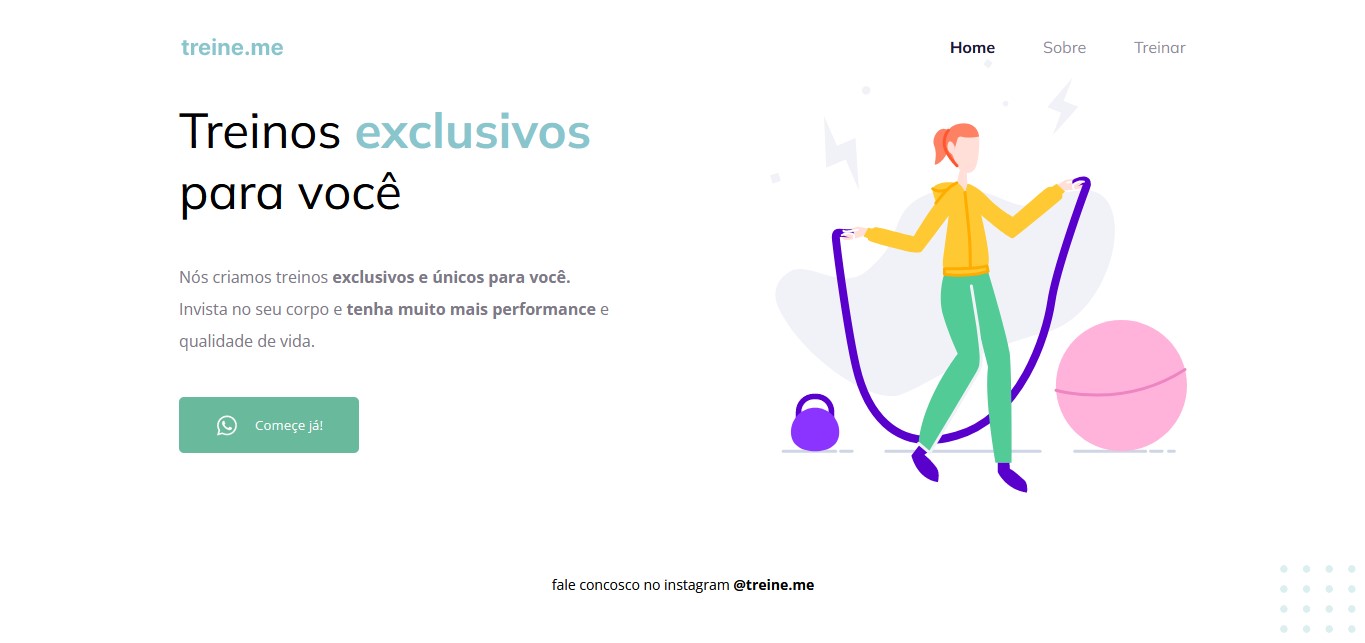 treine.me
Home Sobre Treinar
Treinos exclusivos
para você
Nós criamos treinos exclusivos e únicos para você.
Invista no seu corpo e tenha muito mais performance e
qualidade de vida.
Começe já!
fale concosco no instagram @treine.me